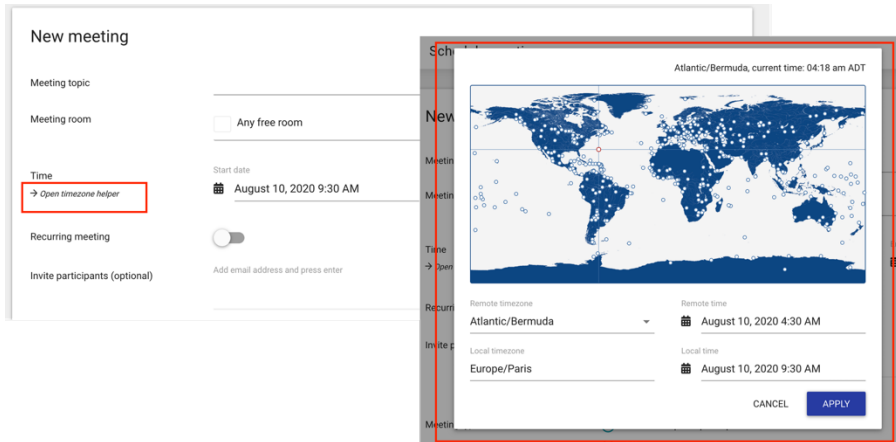 New meeting
Meeting topic
Meeting room
Any free room
Time
→ Open timezone helper
Start date
August 10, 2020 9:30 AM
Recurring meeting
Invite participants (optional)
Add email address and press enter
Atlantic/Bermuda, current time: 04:18 am ADT
New
Time
Remote timezone
Atlantic/Bermuda
Remote time
August 10, 2020 4:30 AM
Local timezone
Europe/Paris
Local time
August 10, 2020 9:30 AM
CANCEL
APPLY